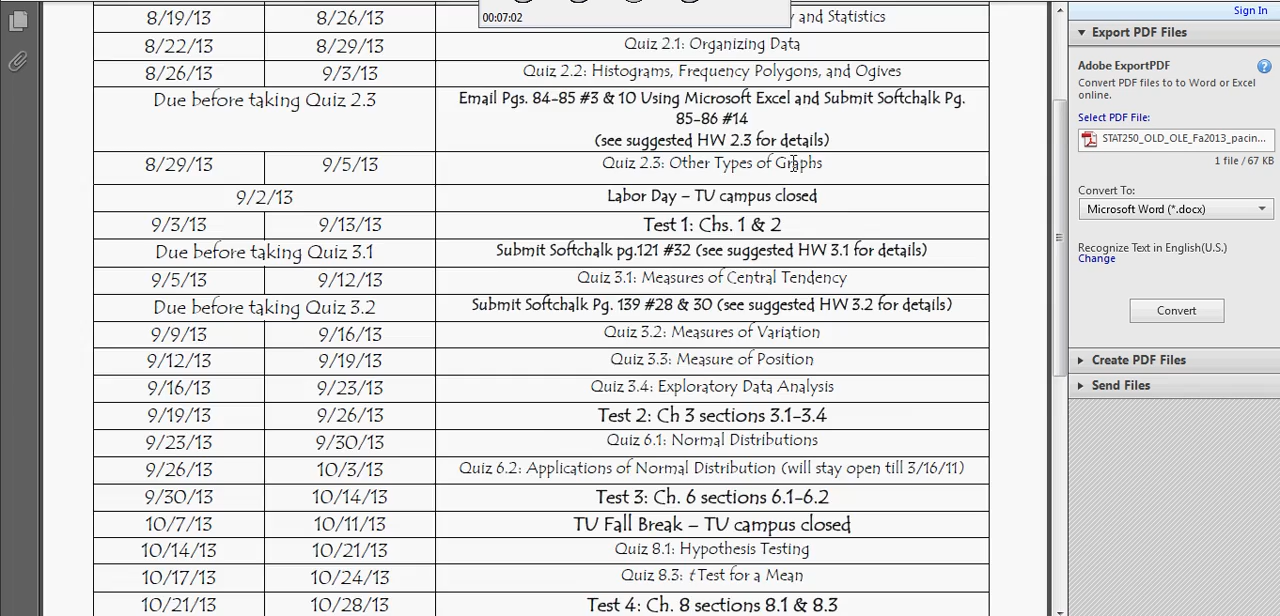 00:07:02
8/19/13 8/26/13 y and Statistics
8/22/13 8/29/13 Quiz 2.1: Organizing Data
8/26/13 9/3/13 Quiz 2.2: Histograms, Frequency Polygons, and Ogives
Due before taking Quiz 2.3 Email Pgs. 84-85 #3 & 10 Using Microsoft Excel and Submit Softchalk Pg.
85-86 #14
(see suggested HW 2.3 for details)
8/29/13 9/5/13 Quiz 2.3: Other Types of Graphs
9/2/13 Labor Day – TU campus closed
9/3/13 9/13/13 Test 1: Chs. 1 & 2
Due before taking Quiz 3.1 Submit Softchalk pg.121 #32 (see suggested HW 3.1 for details)
9/5/13 9/12/13 Quiz 3.1: Measures of Central Tendency
Due before taking Quiz 3.2 Submit Softchalk Pg. 139 #28 & 30 (see suggested HW 3.2 for details)
9/9/13 9/16/13 Quiz 3.2: Measures of Variation
9/12/13 9/19/13 Quiz 3.3: Measure of Position
9/16/13 9/23/13 Quiz 3.4: Exploratory Data Analysis
9/19/13 9/26/13 Test 2: Ch 3 sections 3.1-3.4
9/23/13 9/30/13 Quiz 6.1: Normal Distributions
9/26/13 10/3/13 Quiz 6.2: Applications of Normal Distribution (will stay open till 3/16/11)
9/30/13 10/14/13 Test 3: Ch. 6 sections 6.1-6.2
10/7/13 10/11/13 TU Fall Break – TU campus closed
10/14/13 10/21/13 Quiz 8.1: Hypothesis Testing
10/17/13 10/24/13 Quiz 8.3: t Test for a Mean
10/21/13 10/28/13 Test 4: Ch. 8 sections 8.1 & 8.3
Sign In
Export PDF Files
Adobe ExportPDF
Convert PDF files to to Word or Excel
online.
Select PDF File:
STAT250_OLD_OLE_Fa2013_pacin...
1 file / 67 KB
Convert To:
Microsoft Word (*.docx)
Recognize Text in English(U.S.)
Change
Convert
Create PDF Files
Send Files